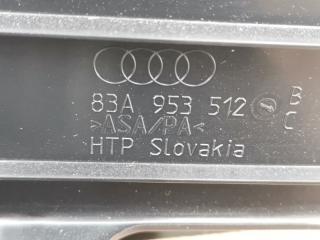 83A 953 512 B
>ASA/PA< C
HTP Slovakia